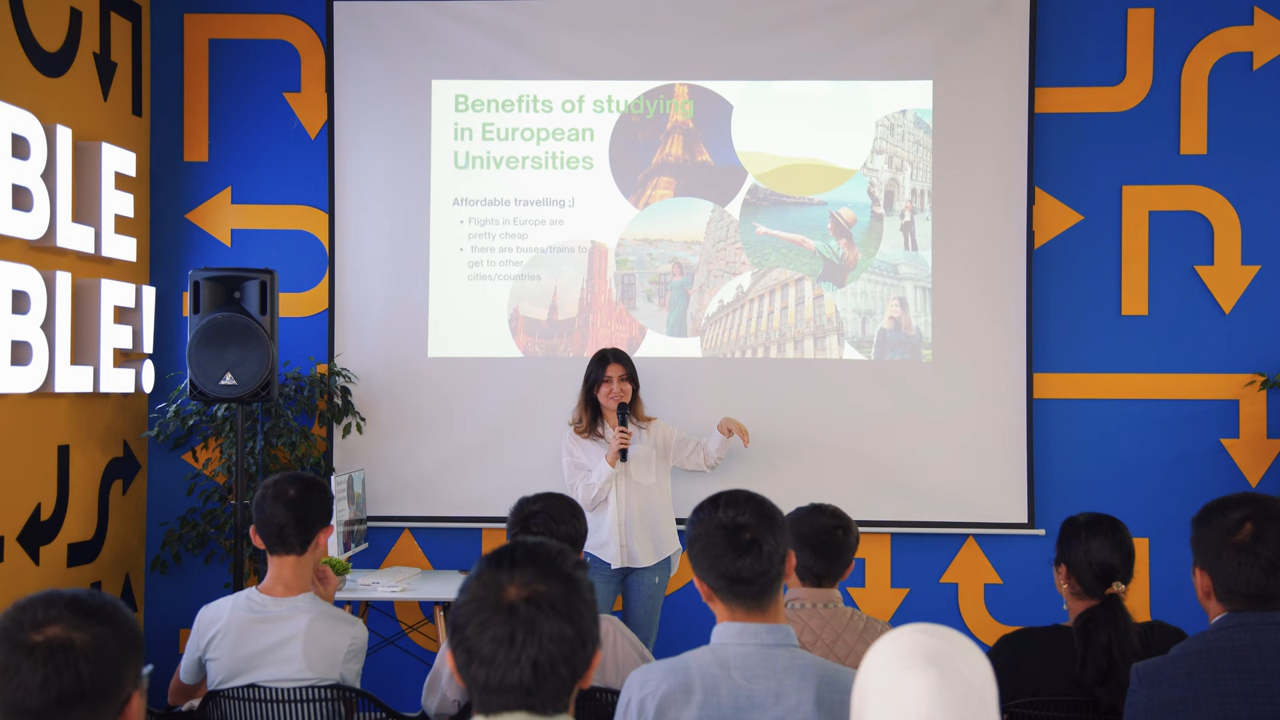 BLE
BLE!
Benefits of studying
in European
Universities
Affordable travelling ;)
• Flights in Europe are
pretty cheap
• there are buses/trains to
get to other
cities/countries